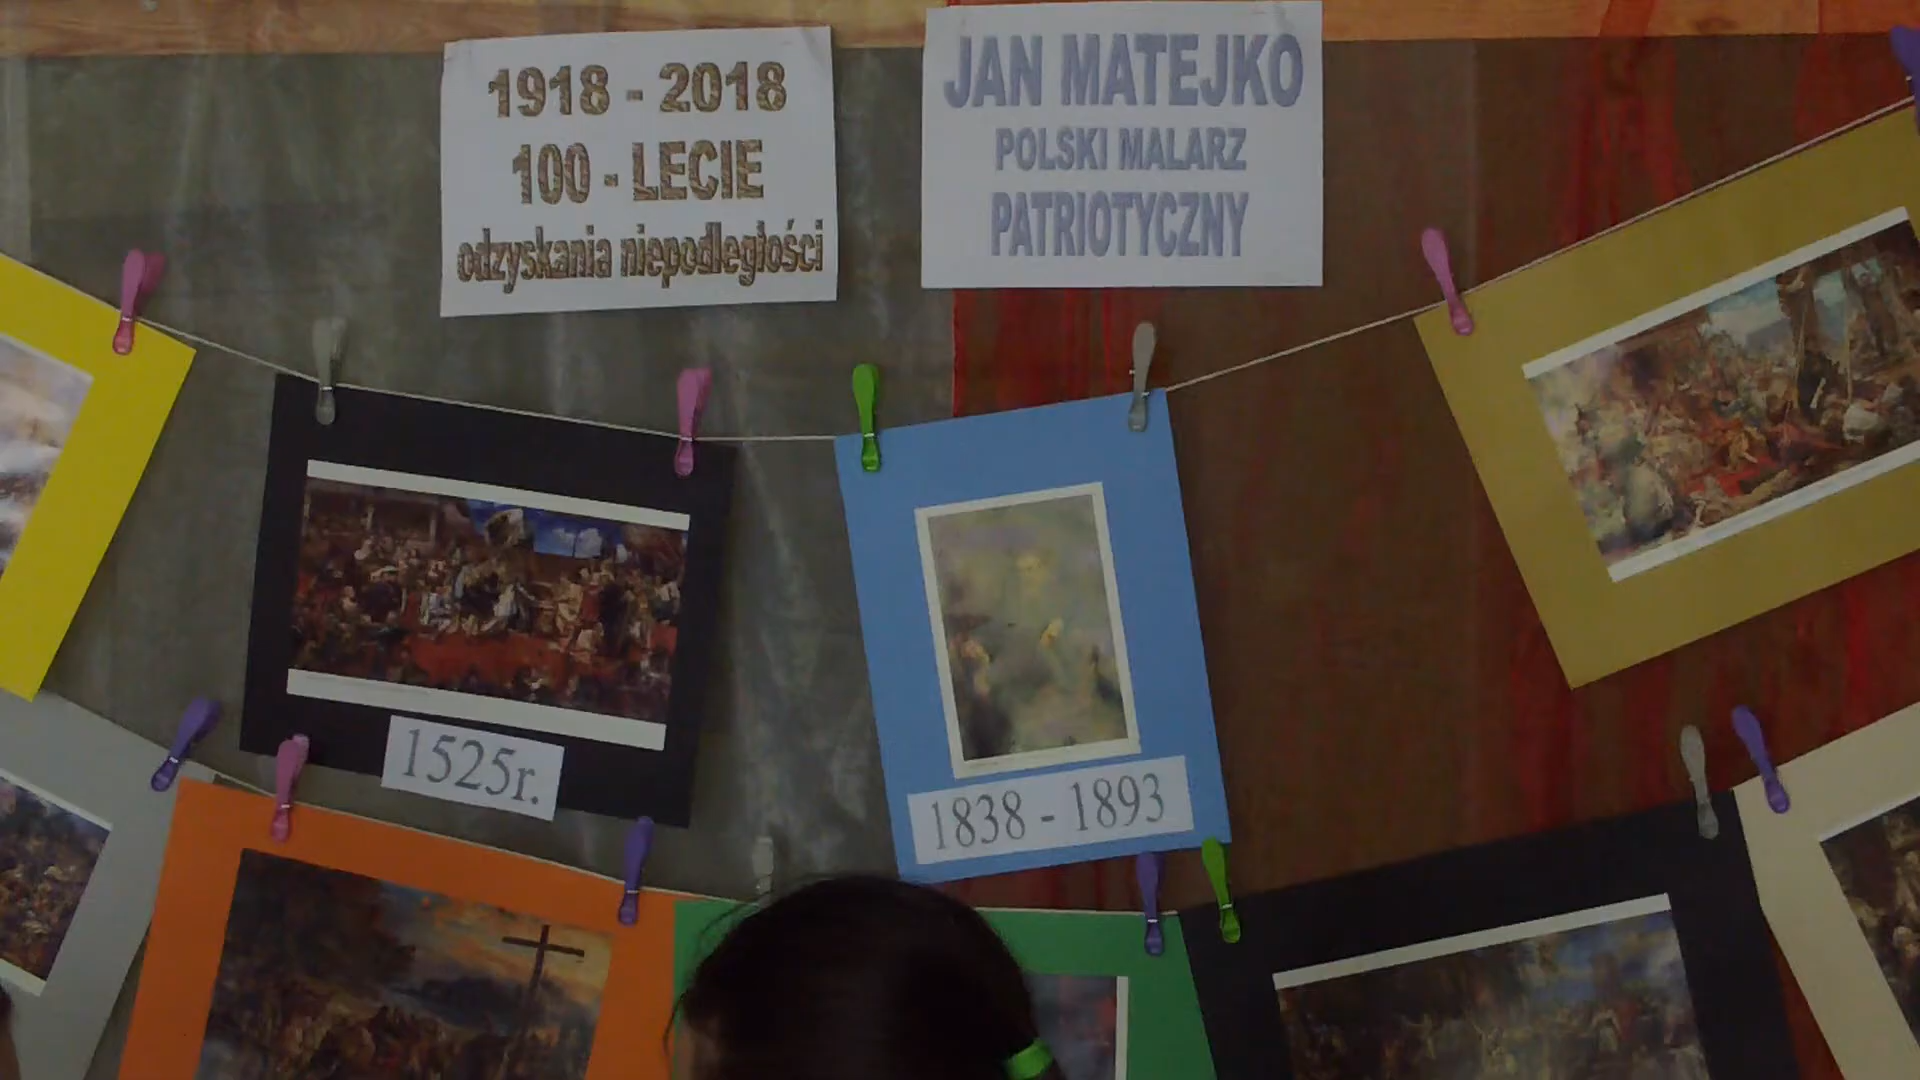 1918 - 2018
100 - LECIE
odzyskania niepodległości
JAN MATEJKO
POLSKI MALARZ
PATRIOTYCZNY
1525r.
1838 - 1893